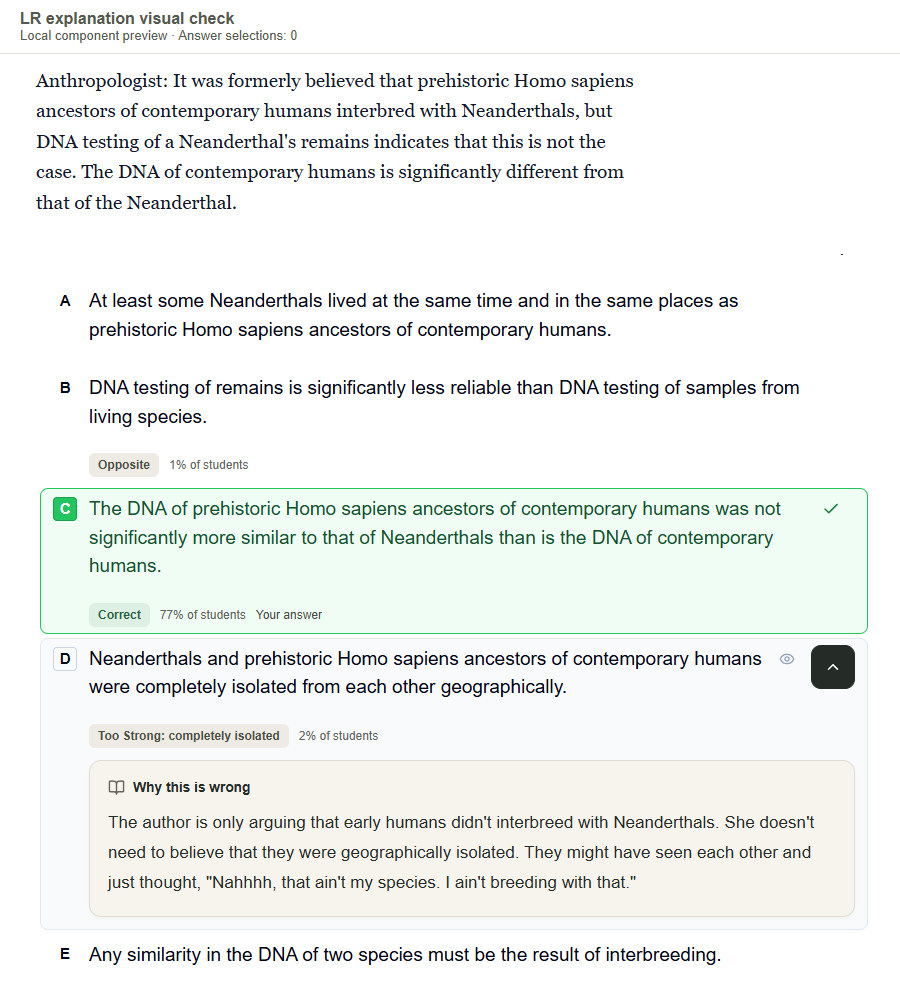 LR explanation visual check
Local component preview · Answer selections: 0
Anthropologist: It was formerly believed that prehistoric Homo sapiens
ancestors of contemporary humans interbred with Neanderthals, but
DNA testing of a Neanderthal's remains indicates that this is not the
case. The DNA of contemporary humans is significantly different from
that of the Neanderthal.
A At least some Neanderthals lived at the same time and in the same places as
prehistoric Homo sapiens ancestors of contemporary humans.
B DNA testing of remains is significantly less reliable than DNA testing of samples from
living species.
Opposite 1% of students
C The DNA of prehistoric Homo sapiens ancestors of contemporary humans was not
significantly more similar to that of Neanderthals than is the DNA of contemporary
humans.
Correct 77% of students Your answer
D Neanderthals and prehistoric Homo sapiens ancestors of contemporary humans
were completely isolated from each other geographically.
Too Strong: completely isolated 2% of students
Why this is wrong
The author is only arguing that early humans didn't interbreed with Neanderthals. She doesn't
need to believe that they were geographically isolated. They might have seen each other and
just thought, "Nahhhh, that ain't my species. I ain't breeding with that."
E Any similarity in the DNA of two species must be the result of interbreeding.